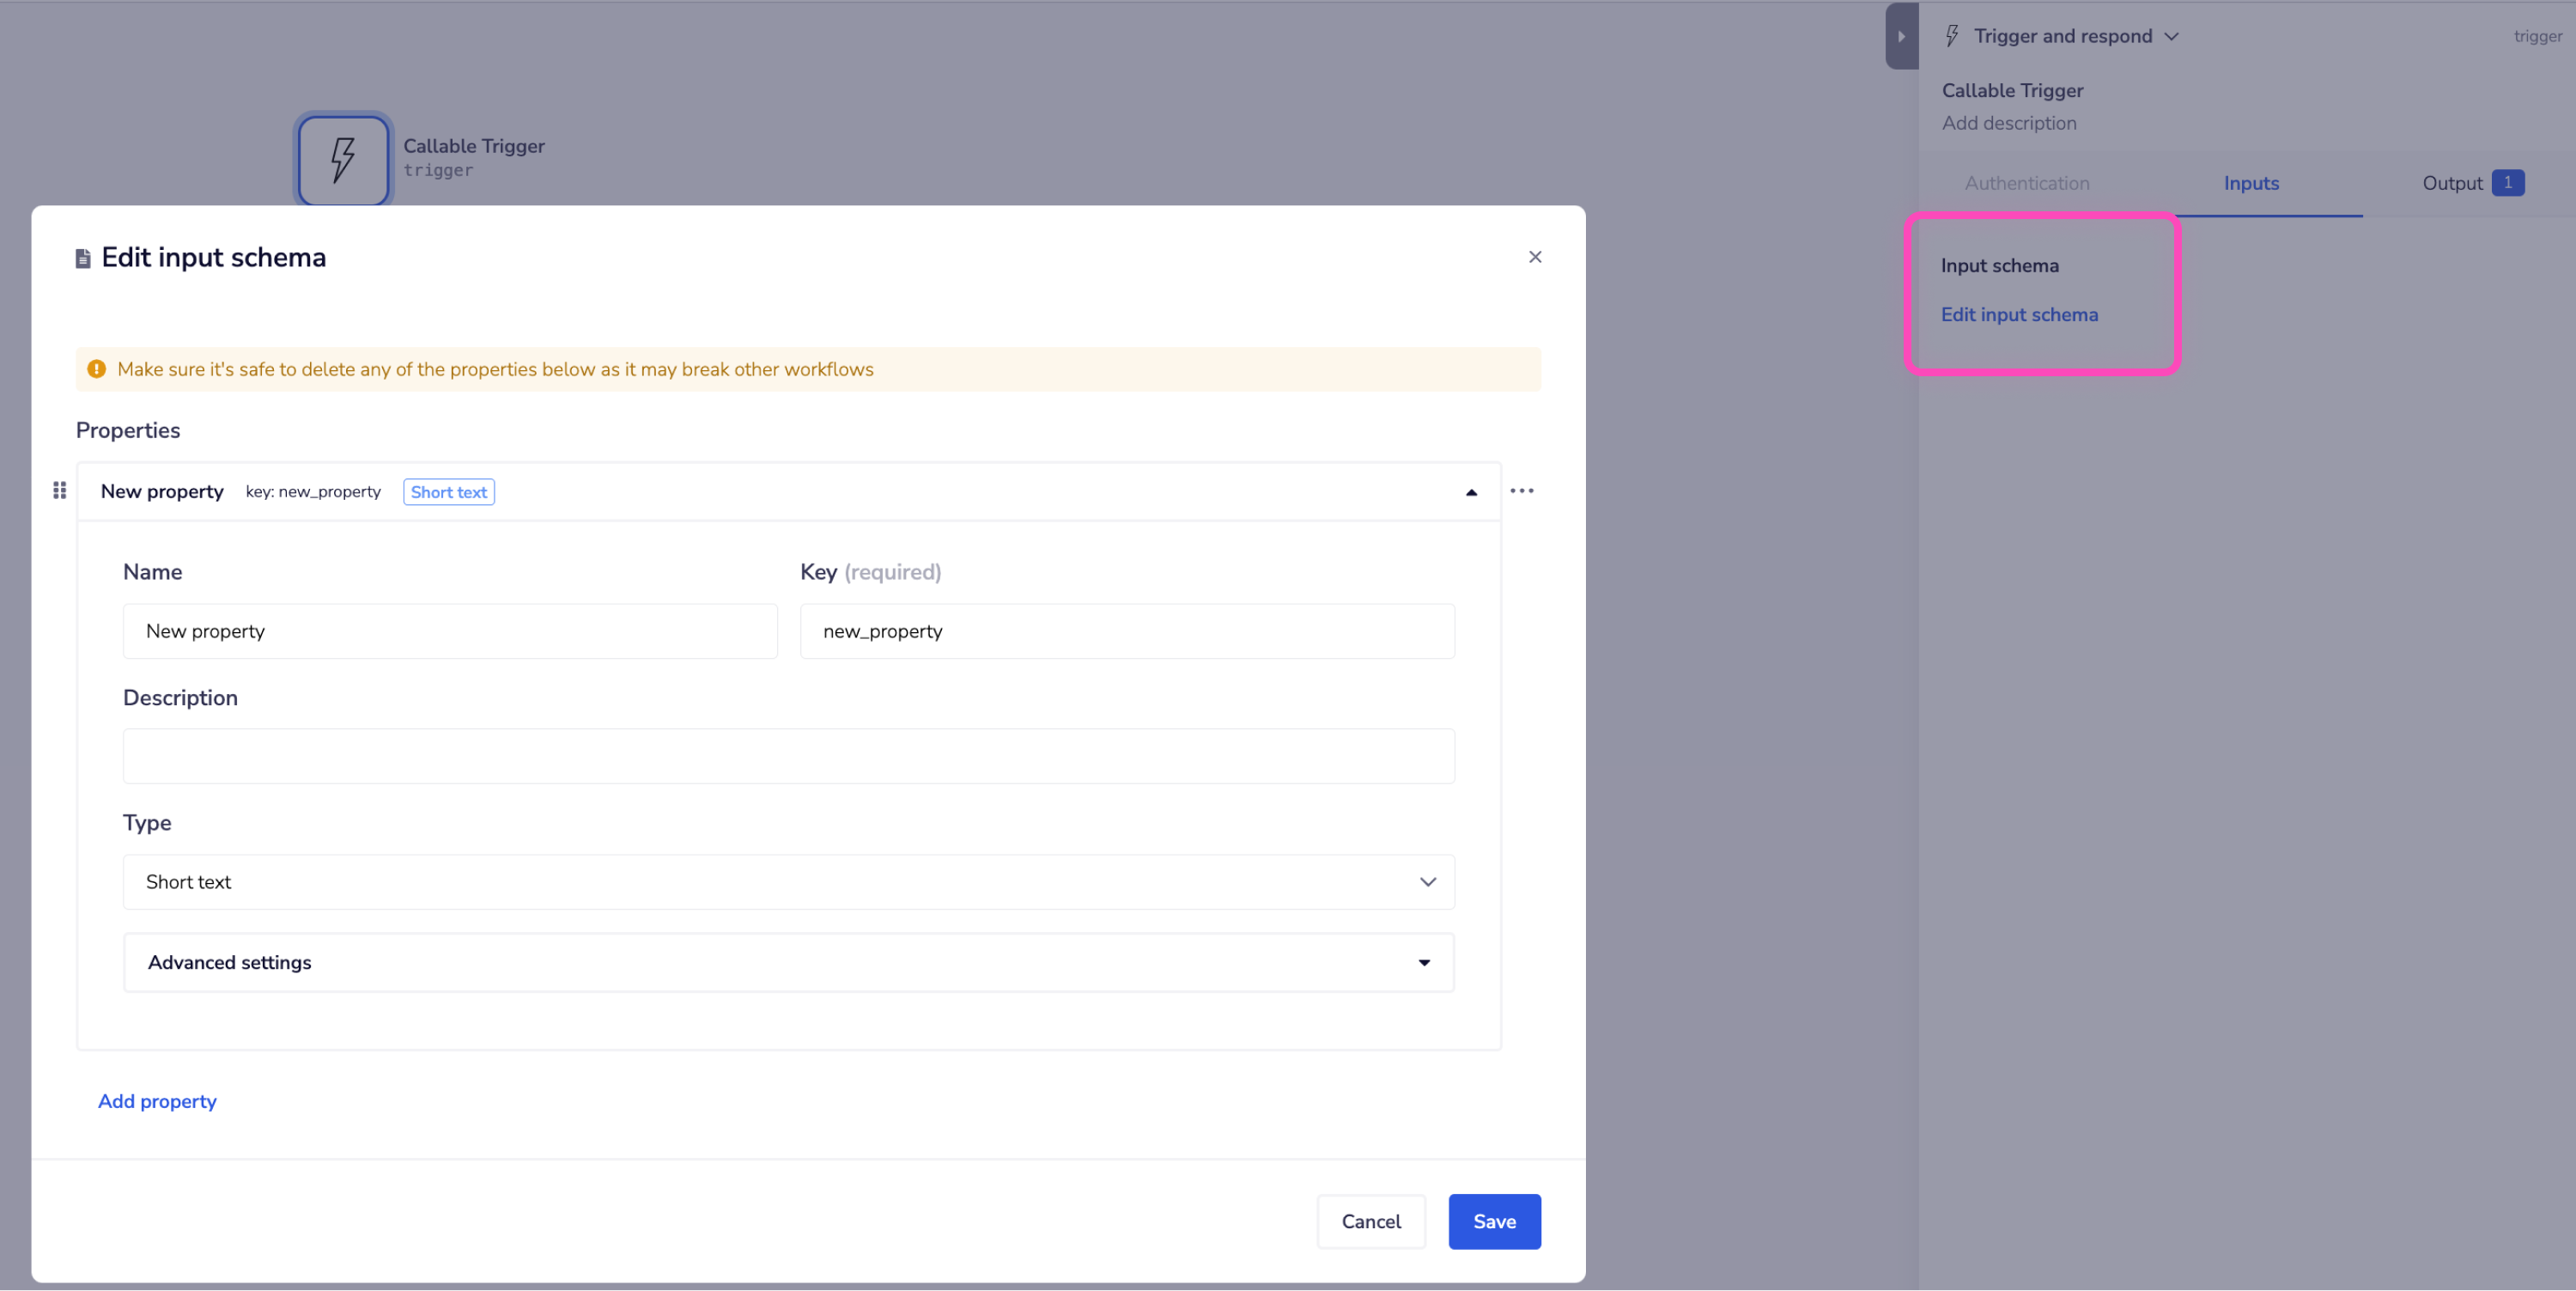 Trigger and respond
trigger
Callable Trigger
Add description
Authentication
Inputs
Output 1
Input schema
Edit input schema
Callable Trigger
trigger
Edit input schema
Make sure it's safe to delete any of the properties below as it may break other workflows
Properties
New property key: new_property Short text
Name
Key (required)
New property
new_property
Description
Type
Short text
Advanced settings
Add property
Cancel
Save